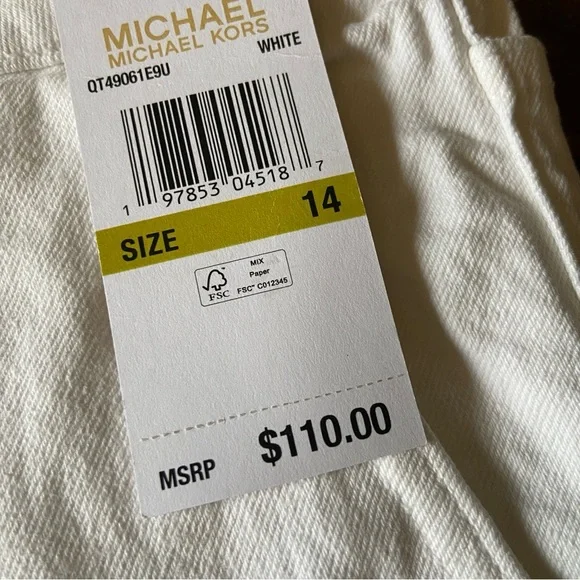 MICHAEL
MICHAEL KORS
QT49061E9U WHITE
1 97853 04518 7
SIZE 14
MIX
Paper
FSC FSC® C012345
MSRP $110.00